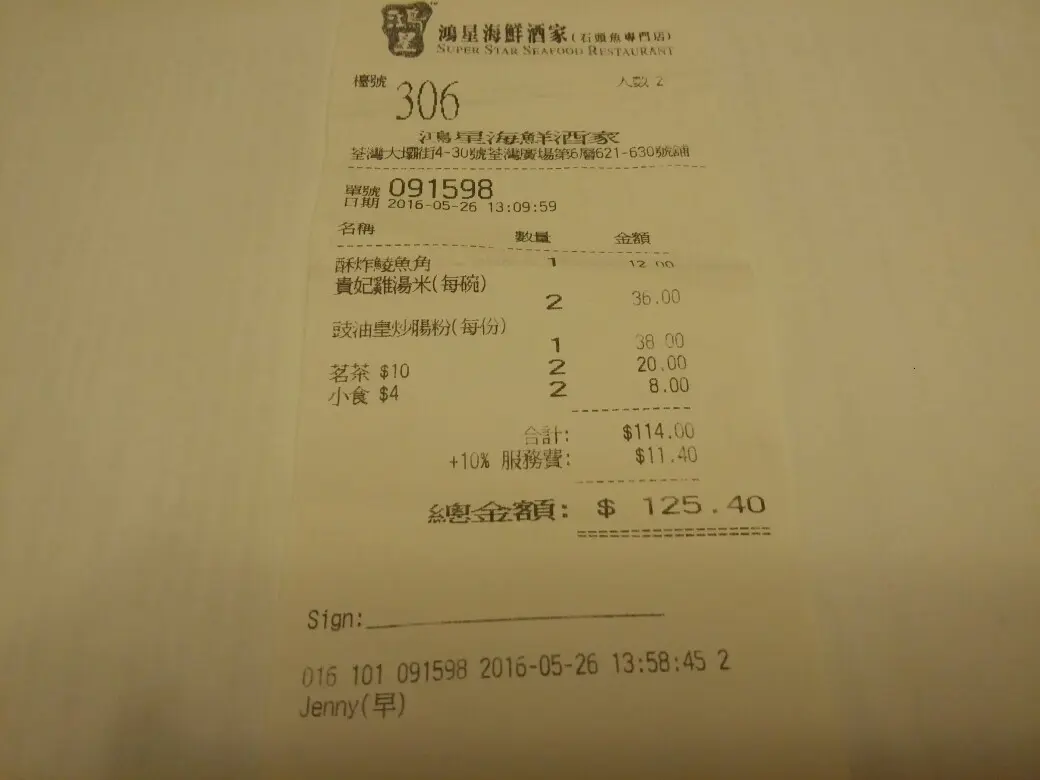 鴻星
鴻星海鮮酒家(石頭魚專門店)
SUPER STAR SEAFOOD RESTAURANT
檯號 306 人數 2
鴻星海鮮酒家
荃灣大壩街4-30號荃灣廣場第6層621-630號舖
單號 091598
日期 2016-05-26 13:09:59
名稱 數量 金額
酥炸鯪魚角 1 12.00
貴妃雞湯米(每碗)
2 36.00
豉油皇炒腸粉(每份)
1 38.00
茗茶 $10 2 20.00
小食 $4 2 8.00
合計: $114.00
+10% 服務費: $11.40
總金額: $ 125.40
Sign:
016 101 091598 2016-05-26 13:58:45 2
Jenny(早)